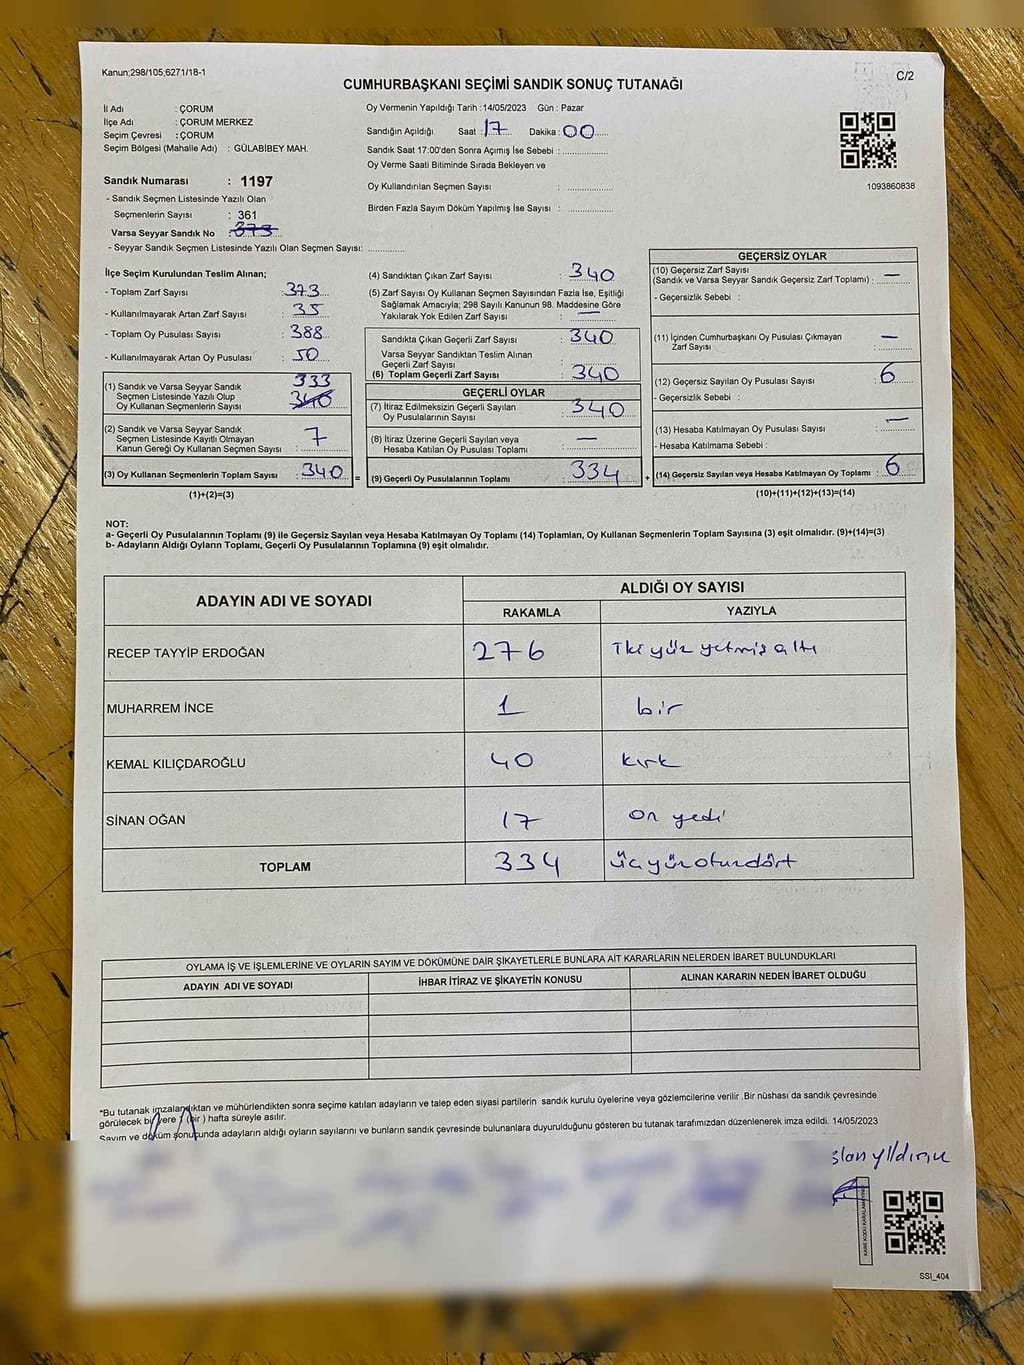 Kanun;298/105;6271/18-1
C/2
CUMHURBAŞKANI SEÇİMİ SANDIK SONUÇ TUTANAĞI
İl Adı : ÇORUM
İlçe Adı : ÇORUM MERKEZ
Seçim Çevresi : ÇORUM
Seçim Bölgesi (Mahalle Adı) : GÜLABİBEY MAH.
Oy Vermenin Yapıldığı Tarih :14/05/2023 Gün : Pazar
Sandığın Açıldığı Saat : 17 Dakika : 00
Sandık Saat 17:00'den Sonra Açımış İse Sebebi :
Oy Verme Saati Bitiminde Sırada Bekleyen ve
Oy Kullandırılan Seçmen Sayısı :
Birden Fazla Sayım Döküm Yapılmış İse Sayısı :
1093860838
Sandık Numarası : 1197
- Sandık Seçmen Listesinde Yazılı Olan
Seçmenlerin Sayısı : 361
Varsa Seyyar Sandık No : 373
- Seyyar Sandık Seçmen Listesinde Yazılı Olan Seçmen Sayısı:
İlçe Seçim Kurulundan Teslim Alınan;
- Toplam Zarf Sayısı : 373
- Kullanılmayarak Artan Zarf Sayısı : 35
- Toplam Oy Pusulası Sayısı : 388
- Kullanılmayarak Artan Oy Pusulası : 50
(1) Sandık ve Varsa Seyyar Sandık 333
Seçmen Listesinde Yazılı Olup 340
Oy Kullanan Seçmenlerin Sayısı
(2) Sandık ve Varsa Seyyar Sandık
Seçmen Listesinde Kayıtlı Olmayan 7
Kanun Gereği Oy Kullanan Seçmen Sayısı
(3) Oy Kullanan Seçmenlerin Toplam Sayısı : 340 =
(1)+(2)=(3)
(4) Sandıktan Çıkan Zarf Sayısı : 340
(5) Zarf Sayısı Oy Kullanan Seçmen Sayısından Fazla İse, Eşitliği
Sağlamak Amacıyla; 298 Sayılı Kanunun 98. Maddesine Göre
Yakılarak Yok Edilen Zarf Sayısı : —
Sandıkta Çıkan Geçerli Zarf Sayısı : 340
Varsa Seyyar Sandıktan Teslim Alınan
Geçerli Zarf Sayısı :
(6) Toplam Geçerli Zarf Sayısı : 340
GEÇERLİ OYLAR
(7) İtiraz Edilmeksizin Geçerli Sayılan : 340
Oy Pusulalarının Sayısı
(8) İtiraz Üzerine Geçerli Sayılan veya : —
Hesaba Katılan Oy Pusulası Toplamı
(9) Geçerli Oy Pusulalarının Toplamı : 334 +
GEÇERSİZ OYLAR
(10) Geçersiz Zarf Sayısı —
(Sandık ve Varsa Seyyar Sandık Geçersiz Zarf Toplamı) :
- Geçersizlik Sebebi :
(11) İçinden Cumhurbaşkanı Oy Pusulası Çıkmayan —
Zarf Sayısı :
(12) Geçersiz Sayılan Oy Pusulası Sayısı : 6
- Geçersizlik Sebebi :
(13) Hesaba Katılmayan Oy Pusulası Sayısı : —
- Hesaba Katılmama Sebebi :
(14) Geçersiz Sayılan veya Hesaba Katılmayan Oy Toplamı : 6
(10)+(11)+(12)+(13)=(14)
NOT:
a- Geçerli Oy Pusulalarının Toplamı (9) ile Geçersiz Sayılan veya Hesaba Katılmayan Oy Toplamı (14) Toplamları, Oy Kullanan Seçmenlerin Toplam Sayısına (3) eşit olmalıdır. (9)+(14)=(3)
b- Adayların Aldığı Oyların Toplamı, Geçerli Oy Pusulalarının Toplamına (9) eşit olmalıdır.
ADAYIN ADI VE SOYADI ALDIĞI OY SAYISI
RAKAMLA YAZIYLA
RECEP TAYYİP ERDOĞAN 276 iki yüz yetmiş altı
MUHARREM İNCE 1 bir
KEMAL KILIÇDAROĞLU 40 kırk
SİNAN OĞAN 17 on yedi
TOPLAM 334 üçyüzotuzdört
OYLAMA İŞ VE İŞLEMLERİNE VE OYLARIN SAYIM VE DÖKÜMÜNE DAİR ŞİKAYETLERLE BUNLARA AİT KARARLARIN NELERDEN İBARET BULUNDUKLARI
ADAYIN ADI VE SOYADI İHBAR İTİRAZ VE ŞİKAYETİN KONUSU ALINAN KARARIN NEDEN İBARET OLDUĞU
*Bu tutanak imzalandıktan ve mühürlendikten sonra seçime katılan adayların ve talep eden siyasi partilerin sandık kurulu üyelerine veya gözlemcilerine verilir .Bir nüshası da sandık çevresinde
görülecek bir yere 7 (bir ) hafta süreyle asılır.
Sayım ve döküm sonucunda adayların aldığı oyların sayılarını ve bunların sandık çevresinde bulunanlara duyurulduğunu gösteren bu tutanak tarafımızdan düzenlenerek imza edildi. 14/05/2023
slan yıldırım
SSI_404